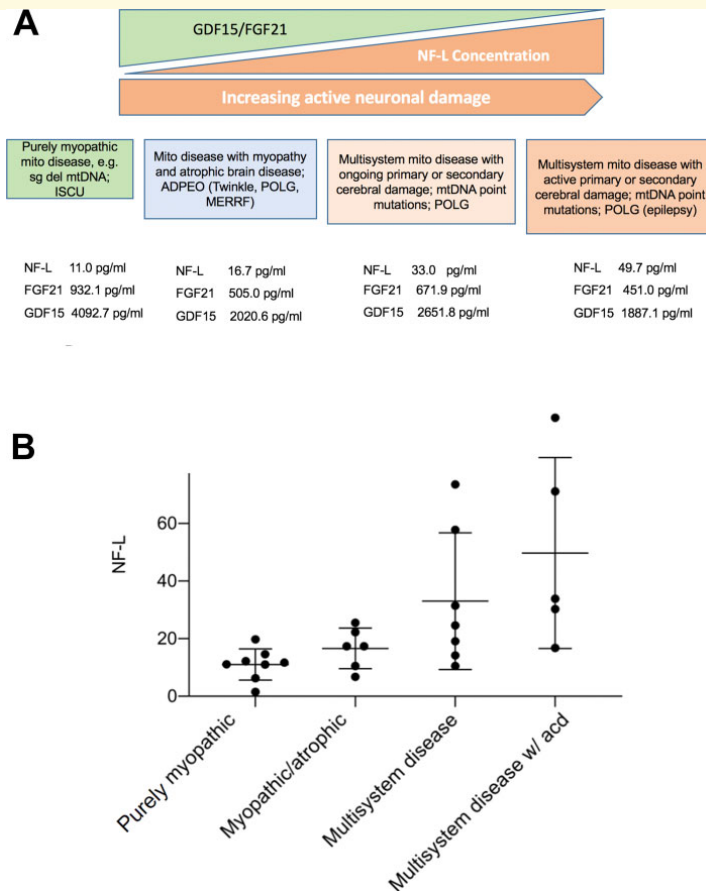 A
GDF15/FGF21
NF-L Concentration
Increasing active neuronal damage
Purely myopathic
mito disease, e.g.
sg del mtDNA;
ISCU
Mito disease with myopathy
and atrophic brain disease;
ADPEO (Twinkle, POLG,
MERRF)
Multisystem mito disease with
ongoing primary or secondary
cerebral damage; mtDNA point
mutations; POLG
Multisystem mito disease with
active primary or secondary
cerebral damage; mtDNA point
mutations; POLG (epilepsy)
NF-L 11.0 pg/ml
FGF21 932.1 pg/ml
GDF15 4092.7 pg/ml
NF-L 16.7 pg/ml
FGF21 505.0 pg/ml
GDF15 2020.6 pg/ml
NF-L 33.0 pg/ml
FGF21 671.9 pg/ml
GDF15 2651.8 pg/ml
NF-L 49.7 pg/ml
FGF21 451.0 pg/ml
GDF15 1887.1 pg/ml
B
NF-L
60
40
20
0
Purely myopathic
Myopathic/atrophic
Multisystem disease
Multisystem disease w/ acd